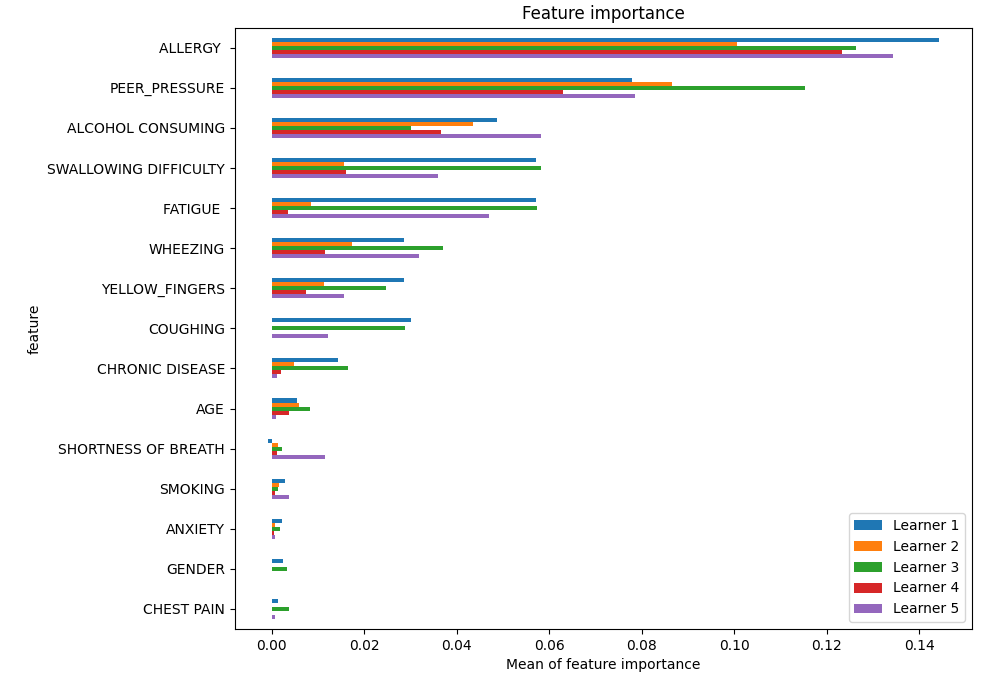 Feature importance
ALLERGY
PEER_PRESSURE
ALCOHOL CONSUMING
SWALLOWING DIFFICULTY
FATIGUE
WHEEZING
YELLOW_FINGERS
COUGHING
CHRONIC DISEASE
AGE
SHORTNESS OF BREATH
SMOKING
ANXIETY
GENDER
CHEST PAIN
feature
Learner 1
Learner 2
Learner 3
Learner 4
Learner 5
0.00 0.02 0.04 0.06 0.08 0.10 0.12 0.14
Mean of feature importance